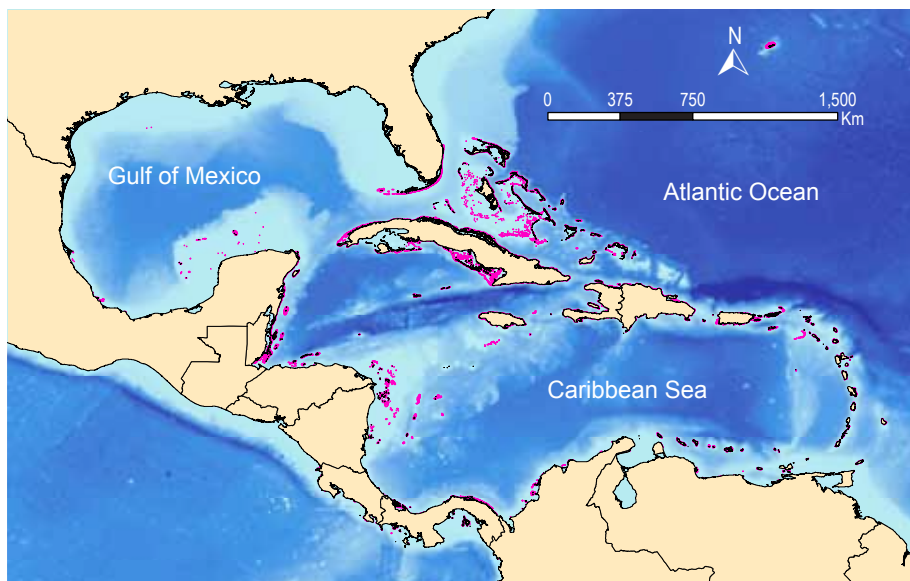 N
0 375 750 1,500
Km
Gulf of Mexico
Atlantic Ocean
Caribbean Sea